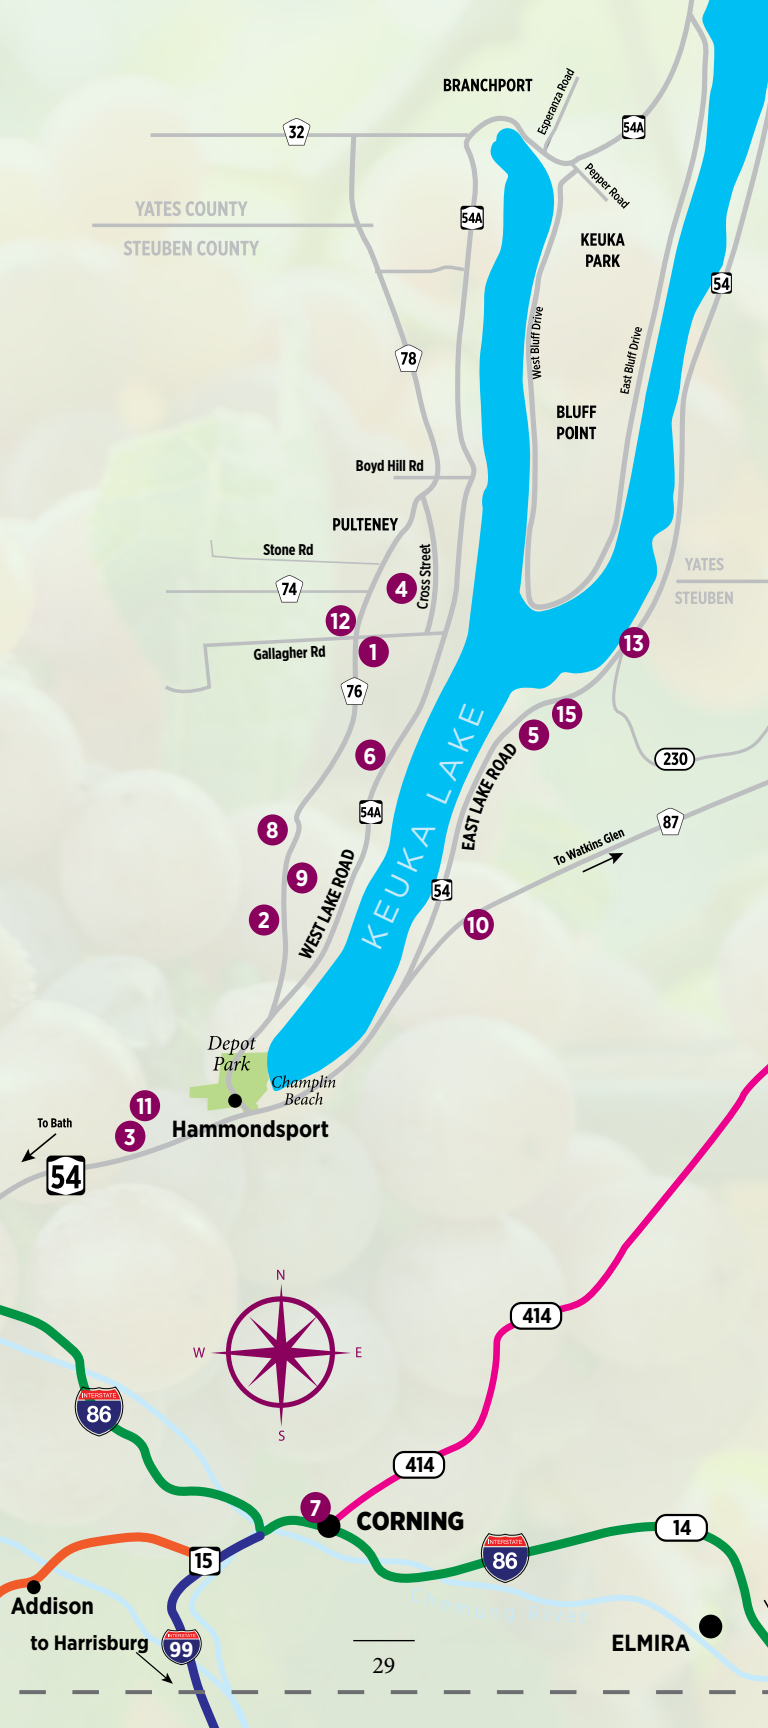 BRANCHPORT
Esperanza Road
32
54A
Pepper Road
YATES COUNTY
STEUBEN COUNTY
54A
KEUKA
PARK
54
West Bluff Drive
East Bluff Drive
78
BLUFF
POINT
Boyd Hill Rd
PULTENEY
Stone Rd
Cross Street
YATES
STEUBEN
74
4
12
Gallagher Rd
1
13
76
KEUKA LAKE
15
5
6
230
EAST LAKE ROAD
54A
87
8
To Watkins Glen
WEST LAKE ROAD
9
54
2
10
Depot
Park
Champlin
Beach
11
To Bath
3
Hammondsport
54
N
W
E
S
414
INTERSTATE
86
414
7
CORNING
14
INTERSTATE
86
15
Addison
ELMIRA
to Harrisburg
INTERSTATE
99
29